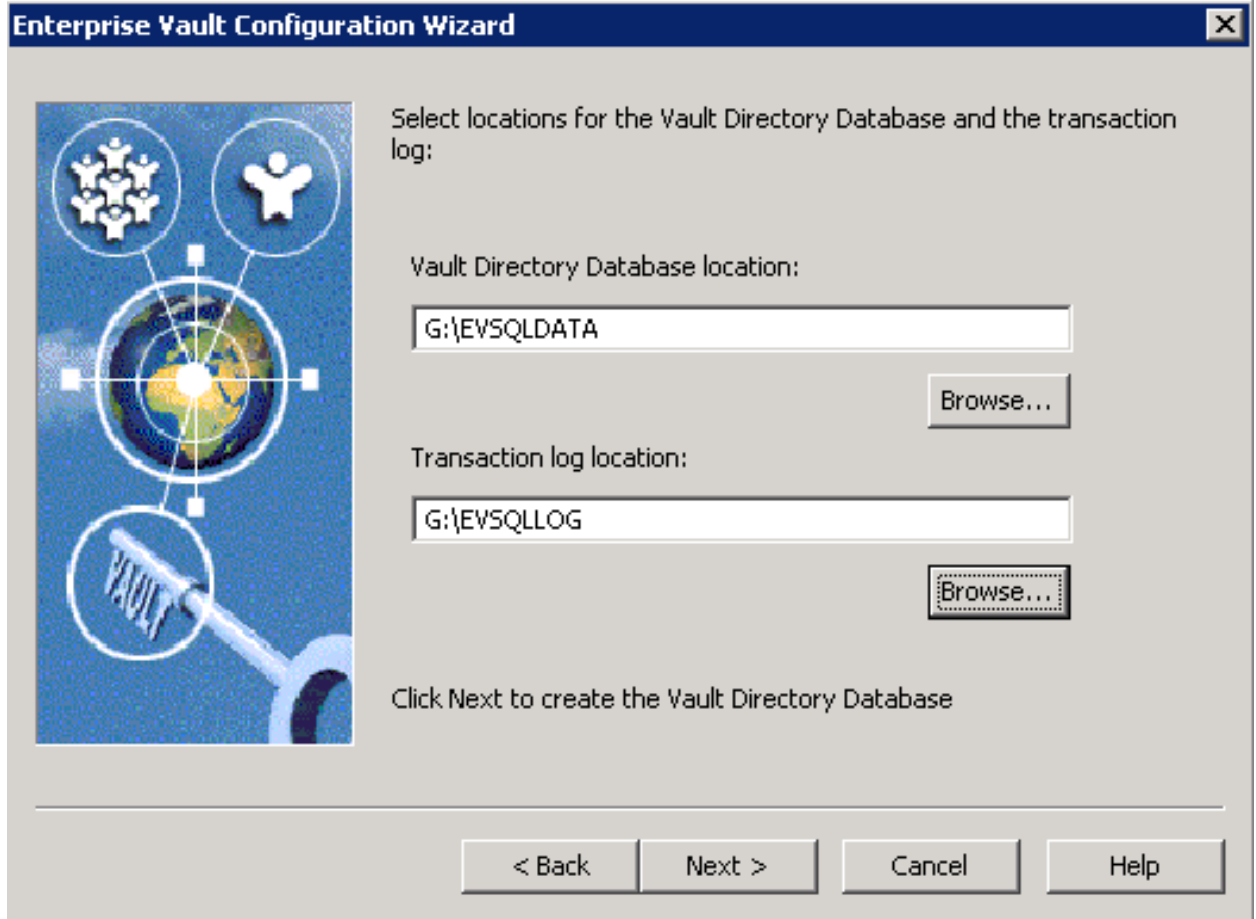 Enterprise Vault Configuration Wizard
Select locations for the Vault Directory Database and the transaction
log:
Vault Directory Database location:
G:\EVSQLDATA
Browse...
Transaction log location:
G:\EVSQLLOG
Browse...
VAULT
Click Next to create the Vault Directory Database
< Back
Next >
Cancel
Help